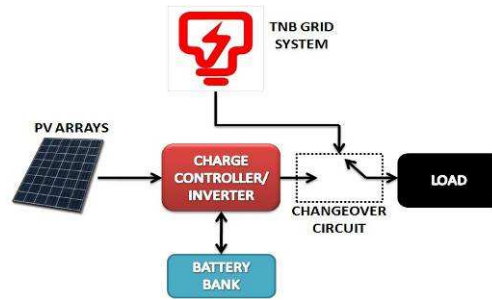 TNB GRID
SYSTEM
PV ARRAYS
CHARGE
CONTROLLER/
INVERTER
LOAD
CHANGEOVER
CIRCUIT
BATTERY
BANK